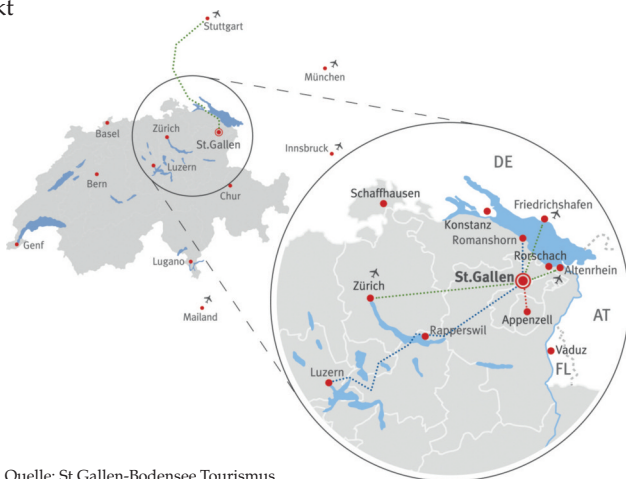 kt
Stuttgart
München
Basel
Zürich
St.Gallen
Innsbruck
Luzern
Bern
Chur
Genf
Lugano
Mailand
DE
Schaffhausen
Friedrichshafen
Konstanz
Romanshorn
Rorschach
St.Gallen
Altenrhein
Zürich
Appenzell
AT
Rapperswil
Vaduz
FL
Luzern
Quelle: St.Gallen-Bodensee Tourismus